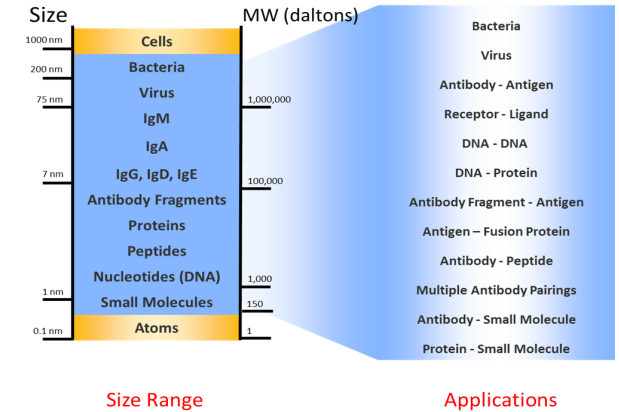 Size
MW (daltons)
1000 nm
200 nm
75 nm
7 nm
1 nm
0.1 nm
Cells
Bacteria
Virus
IgM
IgA
IgG, IgD, IgE
Antibody Fragments
Proteins
Peptides
Nucleotides (DNA)
Small Molecules
Atoms
1,000,000
100,000
1,000
150
1
Bacteria
Virus
Antibody - Antigen
Receptor - Ligand
DNA - DNA
DNA - Protein
Antibody Fragment - Antigen
Antigen – Fusion Protein
Antibody - Peptide
Multiple Antibody Pairings
Antibody - Small Molecule
Protein - Small Molecule
Size Range
Applications